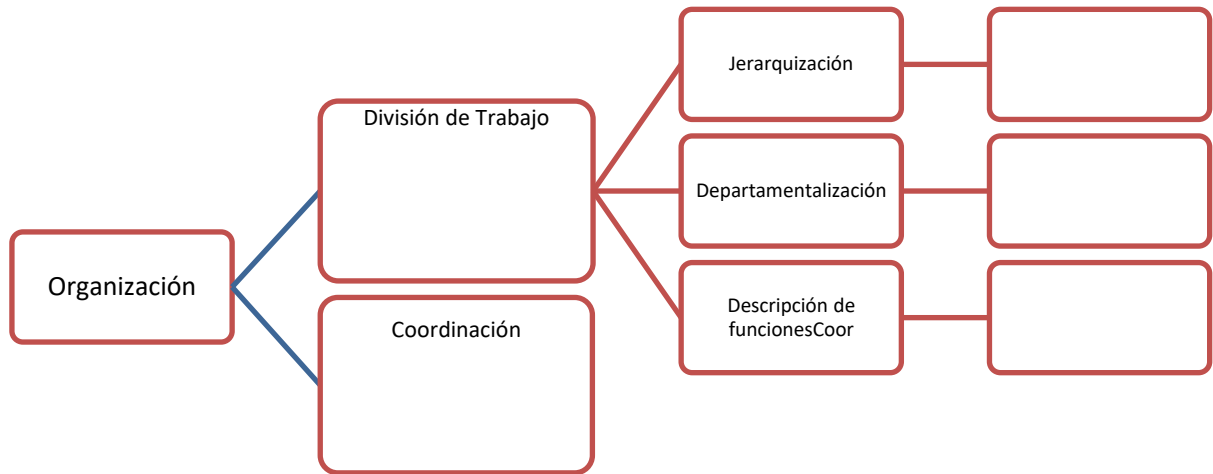 Organización
División de Trabajo
Coordinación
Jerarquización
Departamentalización
Descripción de
funcionesCoor